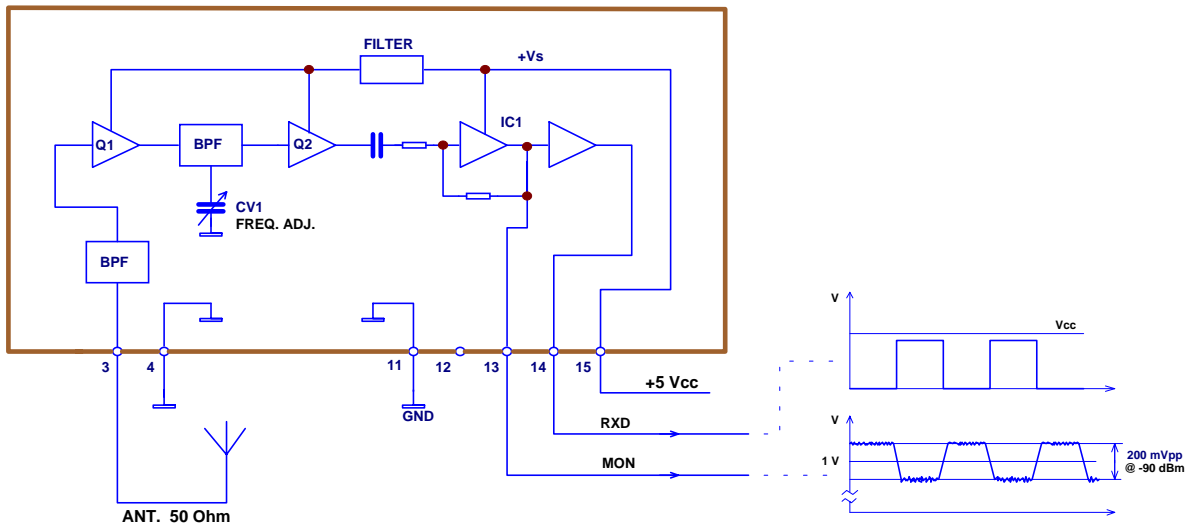 FILTER
+Vs
IC1
Q1
BPF
Q2
CV1
FREQ. ADJ.
BPF
3
4
11
12
13
14
15
+5 Vcc
GND
RXD
MON
ANT. 50 Ohm
V
Vcc
V
1 V
200 mVpp
@ -90 dBm